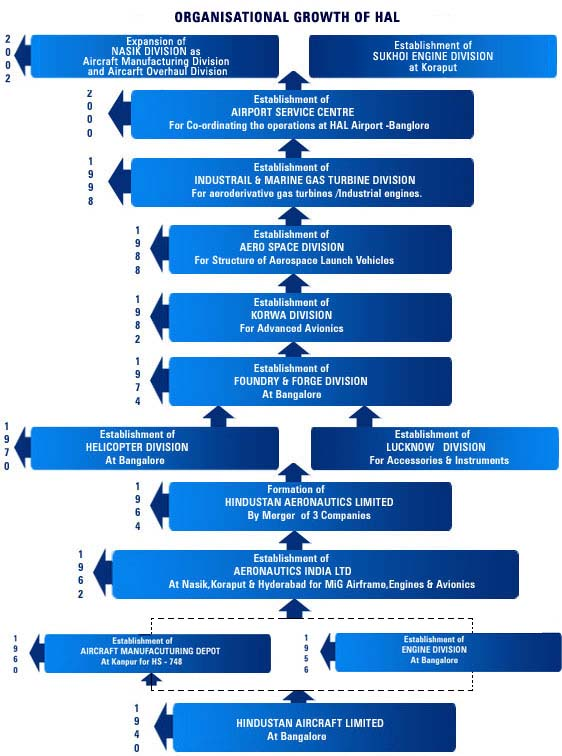 ORGANISATIONAL GROWTH OF HAL
2002
Expansion of
NASIK DIVISION as
Aircraft Manufacturing Division
and Aircarft Overhaul Division
Establishment of
SUKHOI ENGINE DIVISION
at Koraput
2000
Establishment of
AIRPORT SERVICE CENTRE
For Co-ordinating the operations at HAL Airport -Banglore
1998
Establishment of
INDUSTRAIL & MARINE GAS TURBINE DIVISION
For aeroderivative gas turbines /Industrial engines.
1988
Establishment of
AERO SPACE DIVISION
For Structure of Aerospace Launch Vehicles
1982
Establishment of
KORWA DIVISION
For Advanced Avionics
1974
Establishment of
FOUNDRY & FORGE DIVISION
At Bangalore
1970
Establishment of
HELICOPTER DIVISION
At Bangalore
Establishment of
LUCKNOW DIVISION
For Accessories & Instruments
1964
Formation of
HINDUSTAN AERONAUTICS LIMITED
By Merger of 3 Companies
1962
Establishment of
AERONAUTICS INDIA LTD
At Nasik,Koraput & Hyderabad for MiG Airframe,Engines & Avionics
1960
Establishment of
AIRCRAFT MANUFACUTURING DEPOT
At Kanpur for HS - 748
1956
Establishment of
ENGINE DIVISION
At Bangalore
1940
HINDUSTAN AIRCRAFT LIMITED
At Bangalore